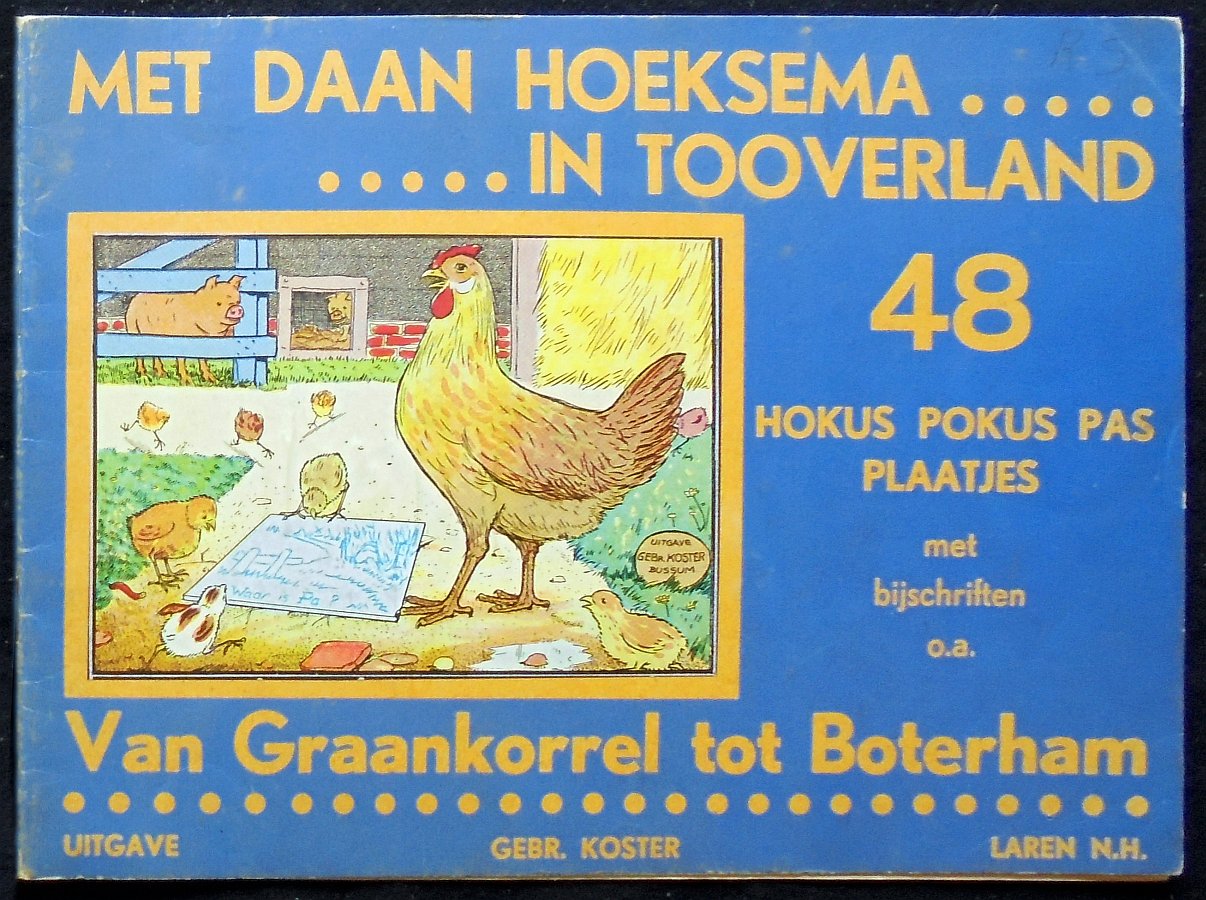 MET DAAN HOEKSEMA .....
..... IN TOOVERLAND
48
HOKUS POKUS PAS
PLAATJES
met
bijschriften
o.a.
UITGAVE
GEBR. KOSTER
BUSSUM
Waar is Pa?
Van Graankorrel tot Boterham
UITGAVE GEBR. KOSTER LAREN N.H.